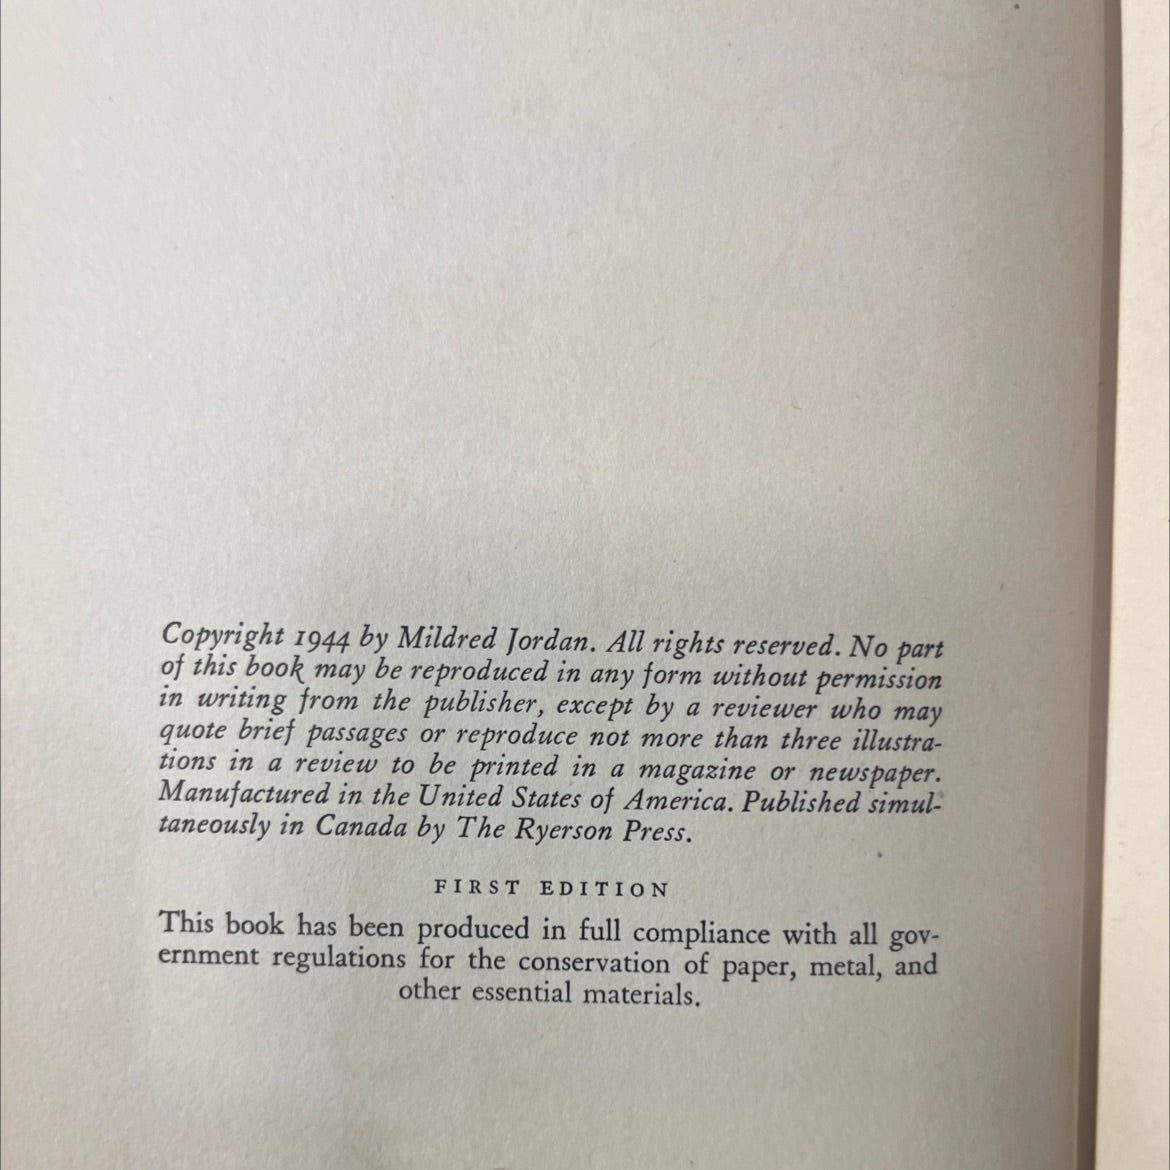 Copyright 1944 by Mildred Jordan. All rights reserved. No part
of this book may be reproduced in any form without permission
in writing from the publisher, except by a reviewer who may
quote brief passages or reproduce not more than three illustra-
tions in a review to be printed in a magazine or newspaper.
Manufactured in the United States of America. Published simul-
taneously in Canada by The Ryerson Press.
FIRST EDITION
This book has been produced in full compliance with all gov-
ernment regulations for the conservation of paper, metal, and
other essential materials.